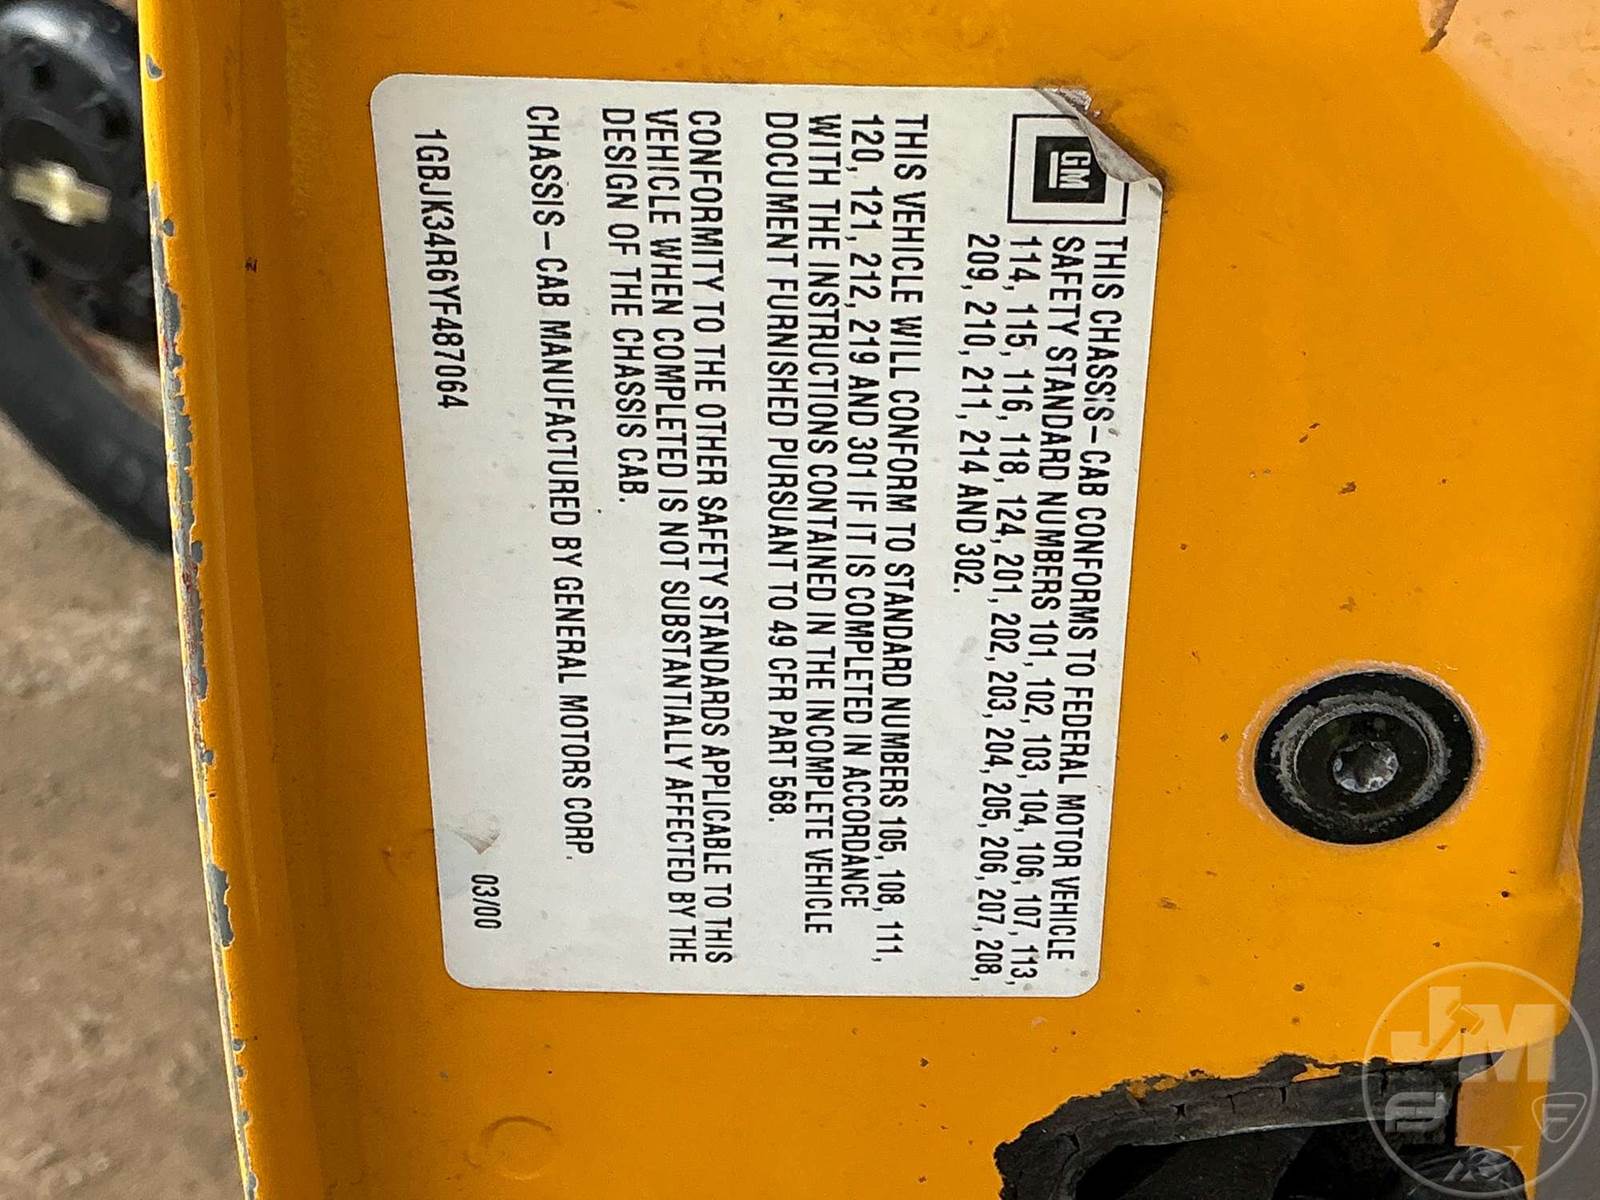 GM
THIS CHASSIS-CAB CONFORMS TO FEDERAL MOTOR VEHICLE
SAFETY STANDARD NUMBERS 101, 102, 103, 104, 106, 107, 113,
114, 115, 116, 118, 124, 201, 202, 203, 204, 205, 206, 207, 208,
209, 210, 211, 214 AND 302.
THIS VEHICLE WILL CONFORM TO STANDARD NUMBERS 105, 108, 111,
120, 121, 212, 219 AND 301 IF IT IS COMPLETED IN ACCORDANCE
WITH THE INSTRUCTIONS CONTAINED IN THE INCOMPLETE VEHICLE
DOCUMENT FURNISHED PURSUANT TO 49 CFR PART 568.
CONFORMITY TO THE OTHER SAFETY STANDARDS APPLICABLE TO THIS
VEHICLE WHEN COMPLETED IS NOT SUBSTANTIALLY AFFECTED BY THE
DESIGN OF THE CHASSIS CAB.
CHASSIS-CAB MANUFACTURED BY GENERAL MOTORS CORP.
03/00
1GBJK34R6YF487064
JM